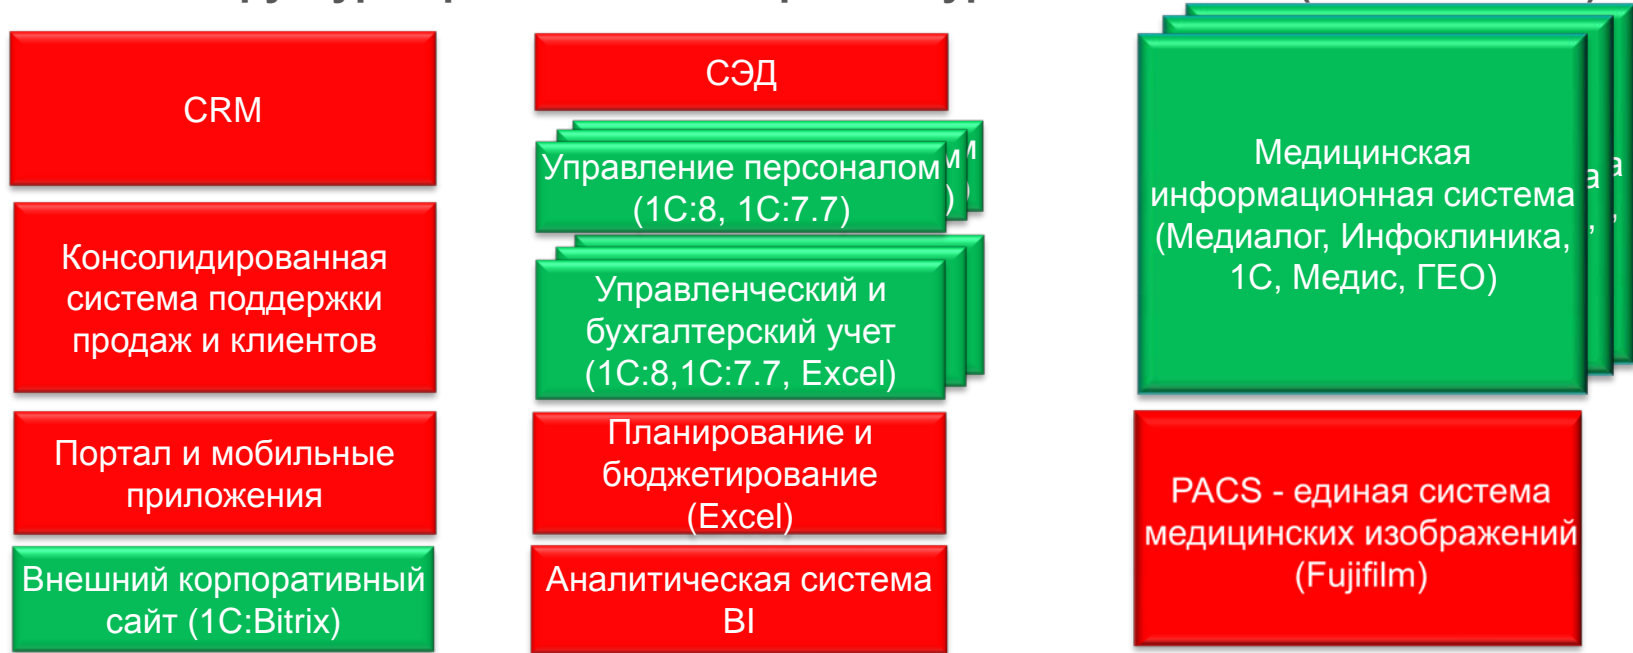 CRM
Консолидированная
система поддержки
продаж и клиентов
Портал и мобильные
приложения
Внешний корпоративный
сайт (1С:Bitrix)
СЭД
Управление персоналом
(1С:8, 1С:7.7)
Управленческий и
бухгалтерский учет
(1С:8,1С:7.7, Excel)
Планирование и
бюджетирование
(Excel)
Аналитическая система
BI
Медицинская
информационная система
(Медиалог, Инфоклиника,
1С, Медис, ГЕО)
PACS - единая система
медицинских изображений
(Fujifilm)